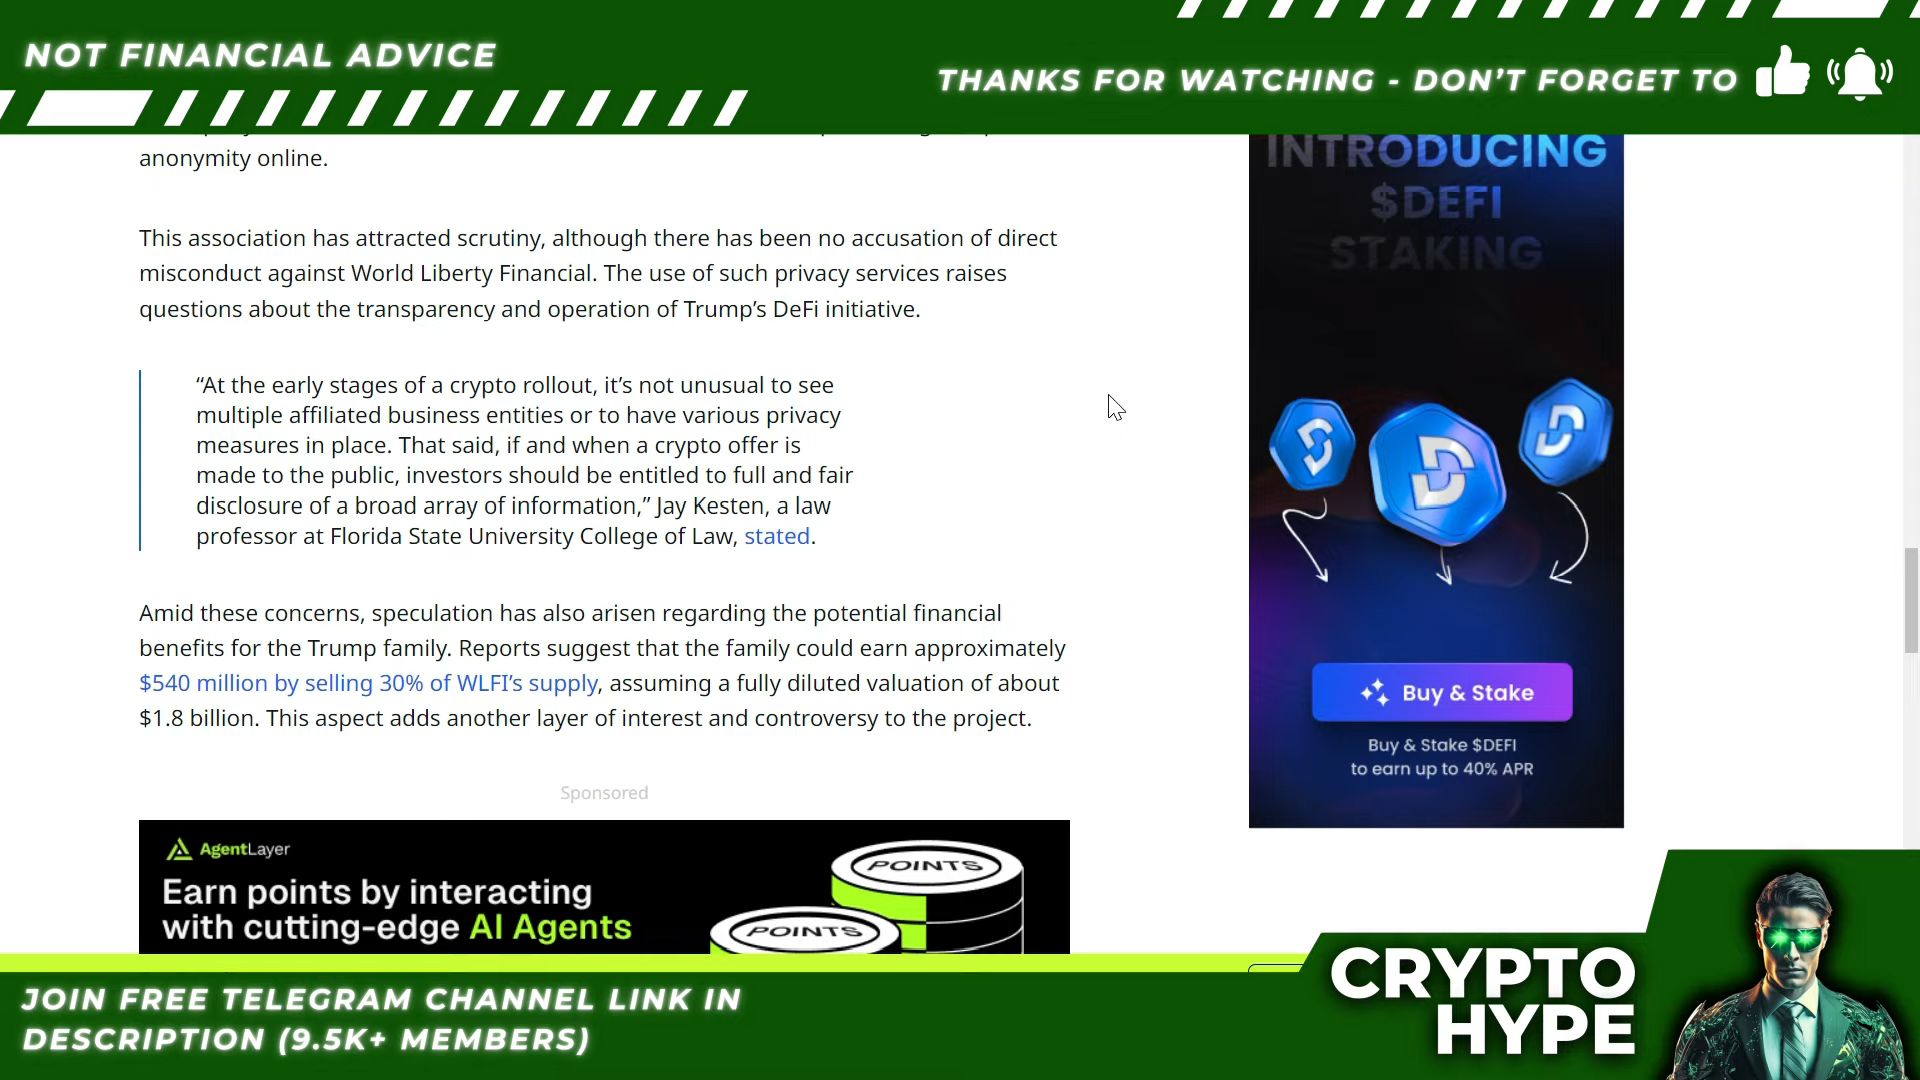 NOT FINANCIAL ADVICE
THANKS FOR WATCHING - DON'T FORGET TO
anonymity online.
This association has attracted scrutiny, although there has been no accusation of direct
misconduct against World Liberty Financial. The use of such privacy services raises
questions about the transparency and operation of Trump’s DeFi initiative.
“At the early stages of a crypto rollout, it’s not unusual to see
multiple affiliated business entities or to have various privacy
measures in place. That said, if and when a crypto offer is
made to the public, investors should be entitled to full and fair
disclosure of a broad array of information,” Jay Kesten, a law
professor at Florida State University College of Law, stated.
Amid these concerns, speculation has also arisen regarding the potential financial
benefits for the Trump family. Reports suggest that the family could earn approximately
$540 million by selling 30% of WLFI’s supply, assuming a fully diluted valuation of about
$1.8 billion. This aspect adds another layer of interest and controversy to the project.
Sponsored
AgentLayer
Earn points by interacting
with cutting-edge AI Agents
POINTS
POINTS
INTRODUCING
$DEFI
STAKING
Buy & Stake
Buy & Stake $DEFI
to earn up to 40% APR
JOIN FREE TELEGRAM CHANNEL LINK IN
DESCRIPTION (9.5K+ MEMBERS)
CRYPTO
HYPE